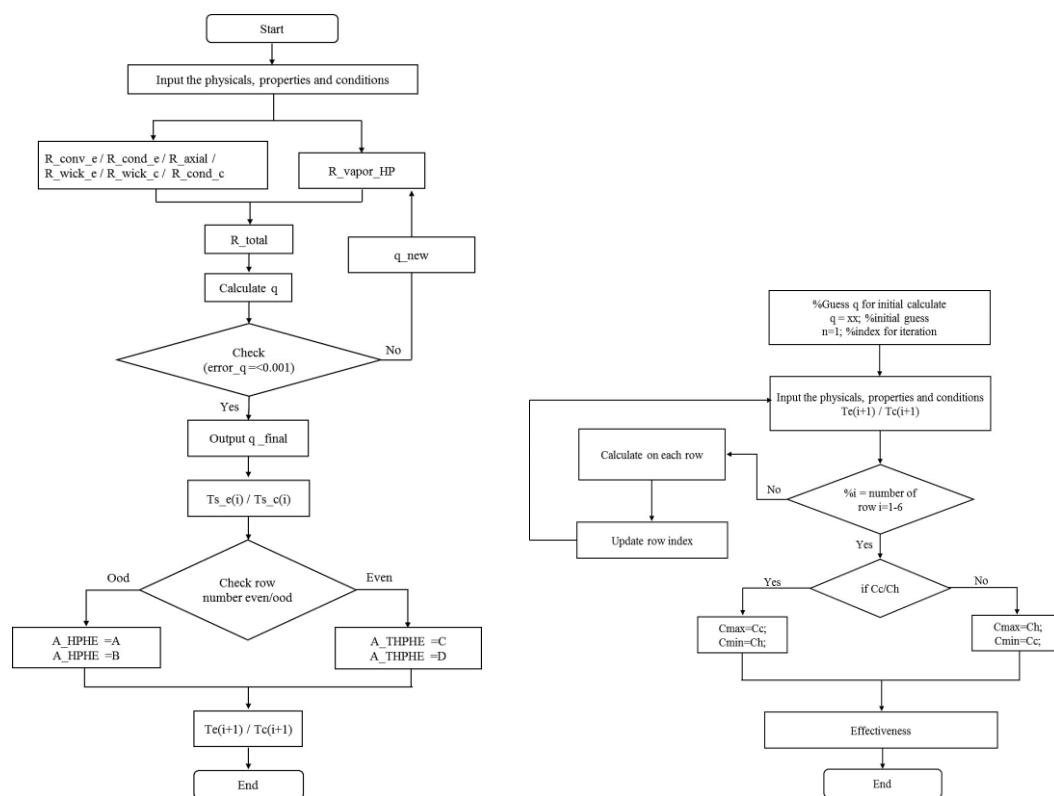 Start
Input the physicals, properties and conditions
R_conv_e / R_cond_e / R_axial /
R_wick_e / R_wick_c / R_cond_c
R_vapor_HP
R_total
q_new
Calculate q
Check
(error_q =<0.001)
No
Yes
Output q _final
Ts_e(i) / Ts_c(i)
Check row
number even/ood
Ood
Even
A_HPHE =A
A_HPHE =B
A_THPHE =C
A_THPHE =D
Te(i+1) / Tc(i+1)
End
%Guess q for initial calculate
q = xx; %initial guess
n=1; %index for iteration
Input the physicals, properties and conditions
Te(i+1) / Tc(i+1)
Calculate on each row
No
%i = number of
row i=1-6
Update row index
Yes
Yes
if Cc/Ch
No
Cmax=Cc;
Cmin=Ch;
Cmax=Ch;
Cmin=Cc;
Effectiveness
End